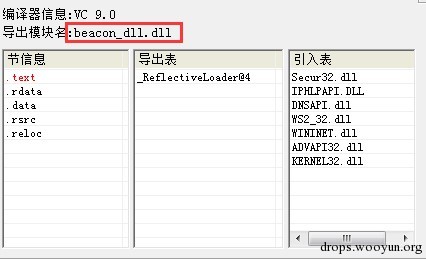 编译器信息:VC 9.0
导出模块名:beacon_dll.dll
节信息
.text
.rdata
.data
.rsrc
.reloc
导出表
_ReflectiveLoader@4
引入表
Secur32.dll
IPHLPAPI.DLL
DNSAPI.dll
WS2_32.dll
WININET.dll
ADVAPI32.dll
KERNEL32.dll
drops.wooyun.org